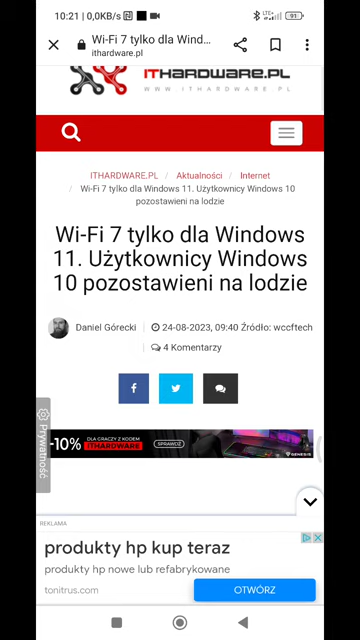 10:21 | 0,0KB/s
91
Wi-Fi 7 tylko dla Wind...
ithardware.pl
ITHARDWARE.PL
WWW.ITHARDWARE.PL
ITHARDWARE.PL / Aktualności / Internet
/ Wi-Fi 7 tylko dla Windows 11. Użytkownicy Windows 10
pozostawieni na lodzie
Wi-Fi 7 tylko dla Windows
11. Użytkownicy Windows
10 pozostawieni na lodzie
Daniel Górecki | 24-08-2023, 09:40 Źródło: wccftech
| 4 Komentarzy
Prywatność
-10% DLA GRACZY Z KODEM
ITHARDWARE
SPRAWDŹ
GENESIS
REKLAMA
produkty hp kup teraz
produkty hp nowe lub refabrykowane
tonitrus.com
OTWÓRZ